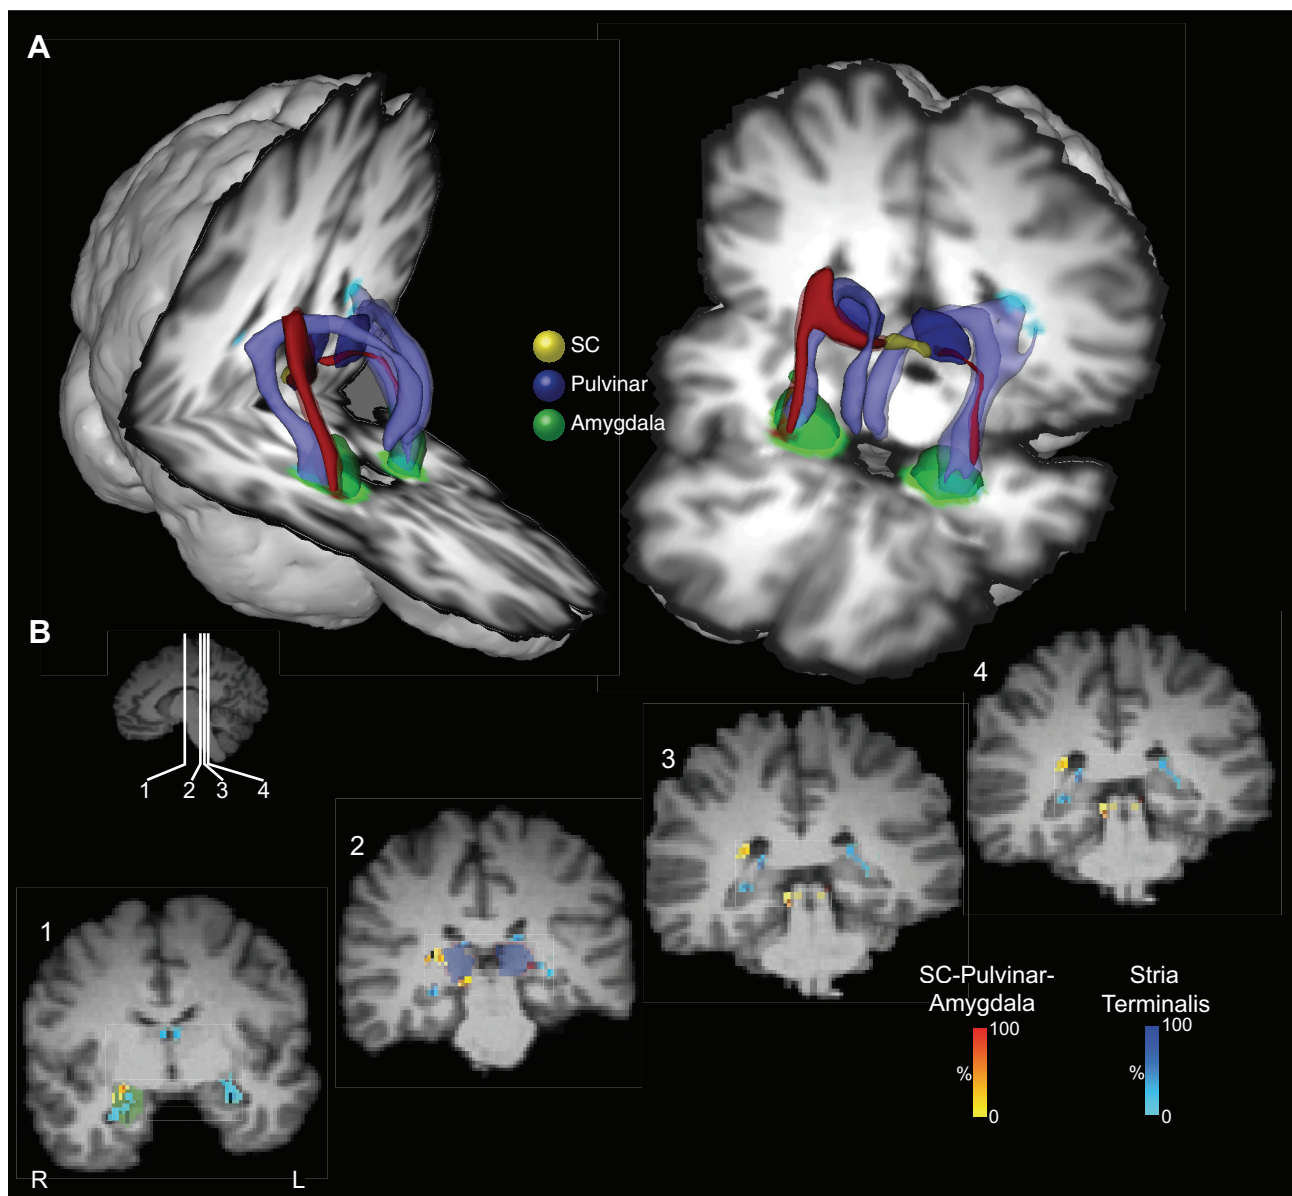 A
SC
Pulvinar
Amygdala
B
1 2 3 4
4
3
2
1
SC-Pulvinar-
Amygdala
100
%
0
Stria
Terminalis
100
%
0
R L